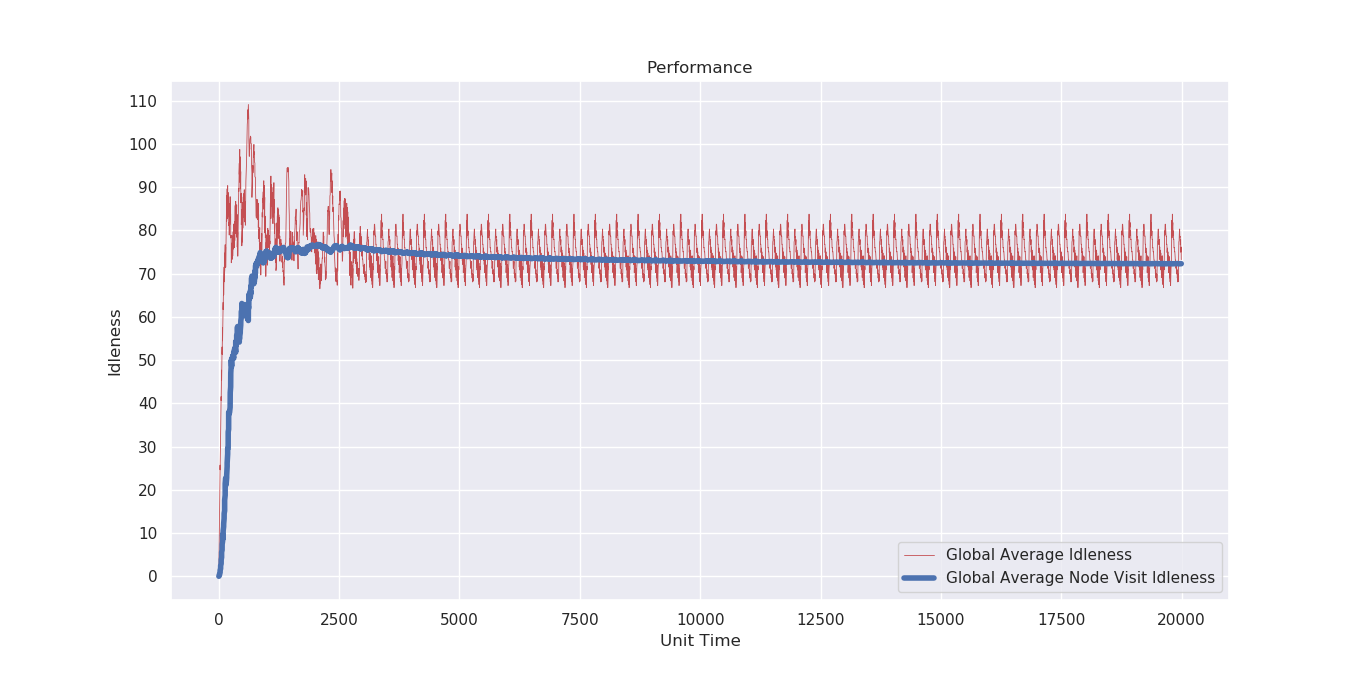 Performance
110
100
90
80
70
60
50
40
30
20
10
0
Idleness
0 2500 5000 7500 10000 12500 15000 17500 20000
Unit Time
Global Average Idleness
Global Average Node Visit Idleness